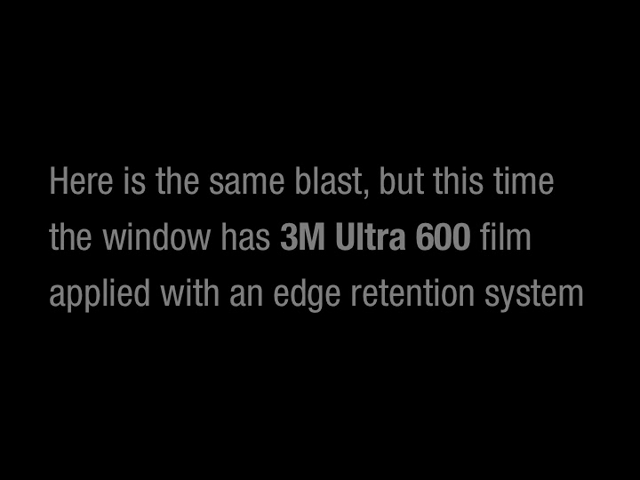 Here is the same blast, but this time
the window has 3M Ultra 600 film
applied with an edge retention system